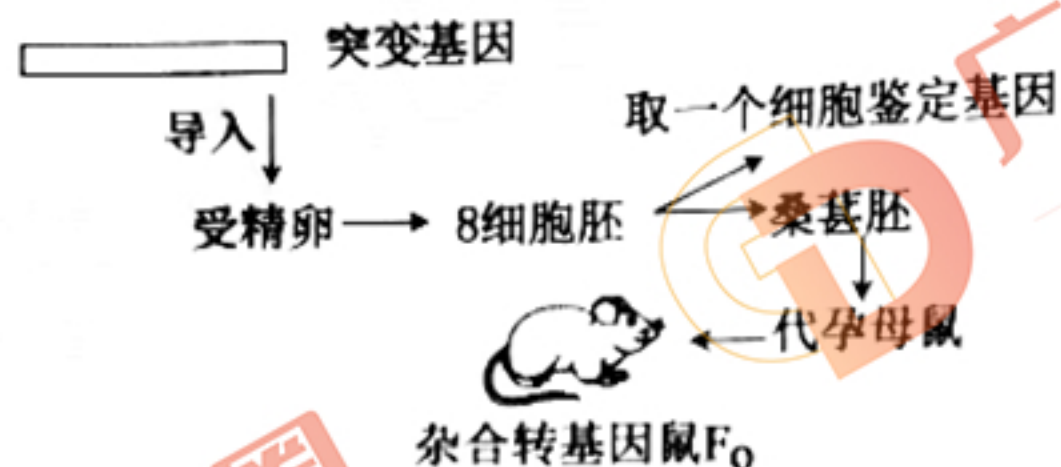 突变基因
取一个细胞鉴定基因
导入
受精卵
8细胞胚
桑葚胚
代孕母鼠
杂合转基因鼠F₀